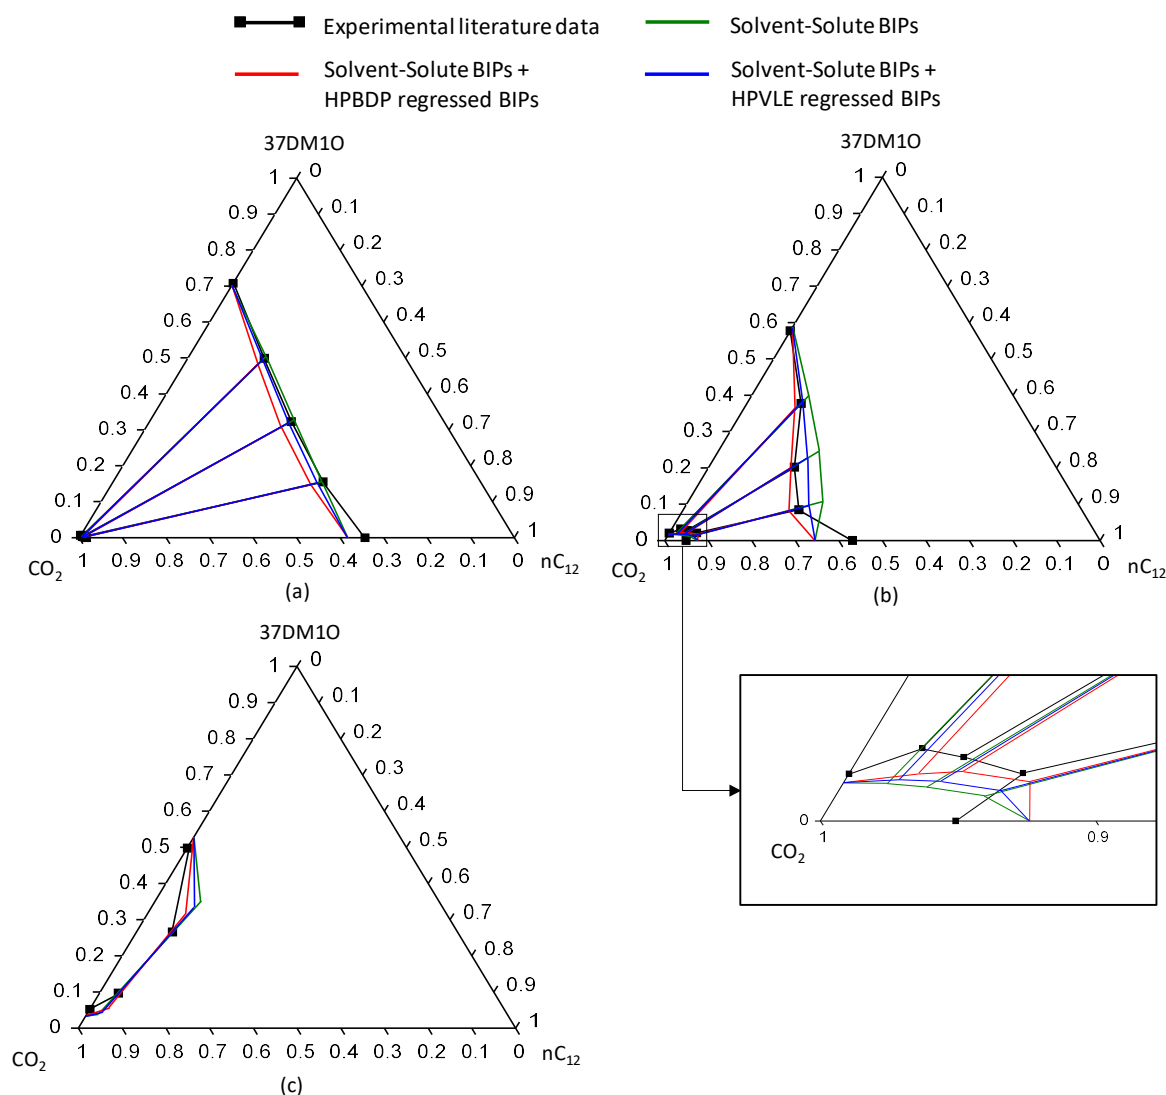 Experimental literature data
Solvent-Solute BIPs
Solvent-Solute BIPs +
HPBDP regressed BIPs
Solvent-Solute BIPs +
HPVLE regressed BIPs
37DM1O
1 0
0.9 0.1
0.8 0.2
0.7 0.3
0.6 0.4
0.5 0.5
0.4 0.6
0.3 0.7
0.2 0.8
0.1 0.9
0 1
1 0.9 0.8 0.7 0.6 0.5 0.4 0.3 0.2 0.1 0
CO2 nC12
(a)
37DM1O
1 0
0.9 0.1
0.8 0.2
0.7 0.3
0.6 0.4
0.5 0.5
0.4 0.6
0.3 0.7
0.2 0.8
0.1 0.9
0 1
1 0.9 0.8 0.7 0.6 0.5 0.4 0.3 0.2 0.1 0
CO2 nC12
(b)
37DM1O
1 0
0.9 0.1
0.8 0.2
0.7 0.3
0.6 0.4
0.5 0.5
0.4 0.6
0.3 0.7
0.2 0.8
0.1 0.9
0 1
1 0.9 0.8 0.7 0.6 0.5 0.4 0.3 0.2 0.1 0
CO2 nC12
(c)
0
1 0.9
CO2